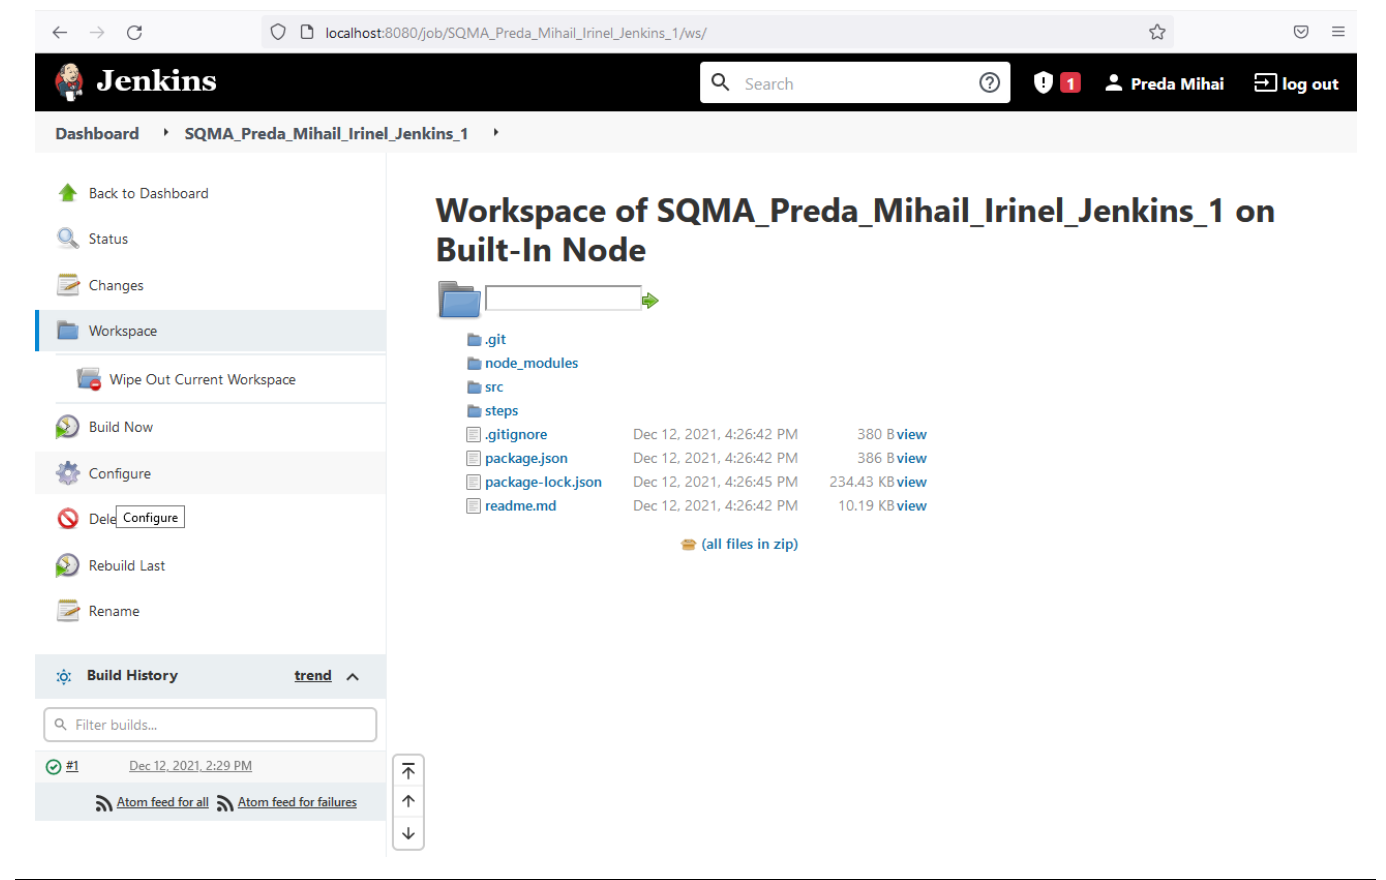 localhost:8080/job/SQMA_Preda_Mihail_Irinel_Jenkins_1/ws/
Jenkins
Search
1
Preda Mihai
log out
Dashboard
SQMA_Preda_Mihail_Irinel_Jenkins_1
Back to Dashboard
Status
Changes
Workspace
Wipe Out Current Workspace
Build Now
Configure
Dele
Configure
Rebuild Last
Rename
Build History
trend
Filter builds...
#1 Dec 12, 2021, 2:29 PM
Atom feed for all Atom feed for failures
Workspace of SQMA_Preda_Mihail_Irinel_Jenkins_1 on
Built-In Node
.git
node_modules
src
steps
.gitignore Dec 12, 2021, 4:26:42 PM 380 B view
package.json Dec 12, 2021, 4:26:42 PM 386 B view
package-lock.json Dec 12, 2021, 4:26:45 PM 234.43 KB view
readme.md Dec 12, 2021, 4:26:42 PM 10.19 KB view
(all files in zip)